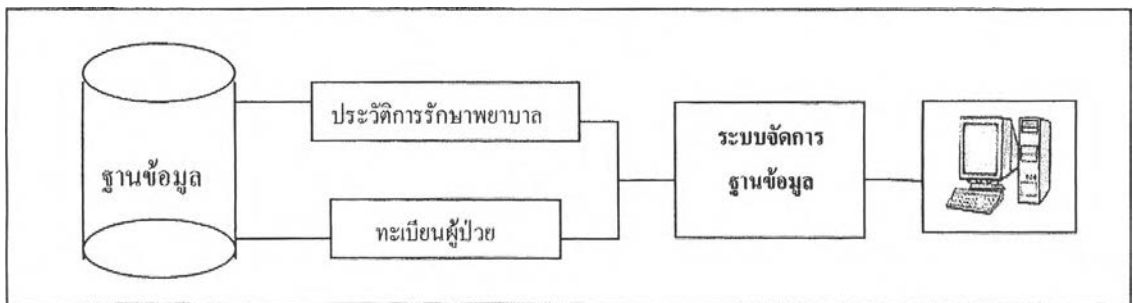 ฐานข้อมูล
ประวัติการรักษาพยาบาล
ทะเบียนผู้ป่วย
ระบบจัดการ
ฐานข้อมูล